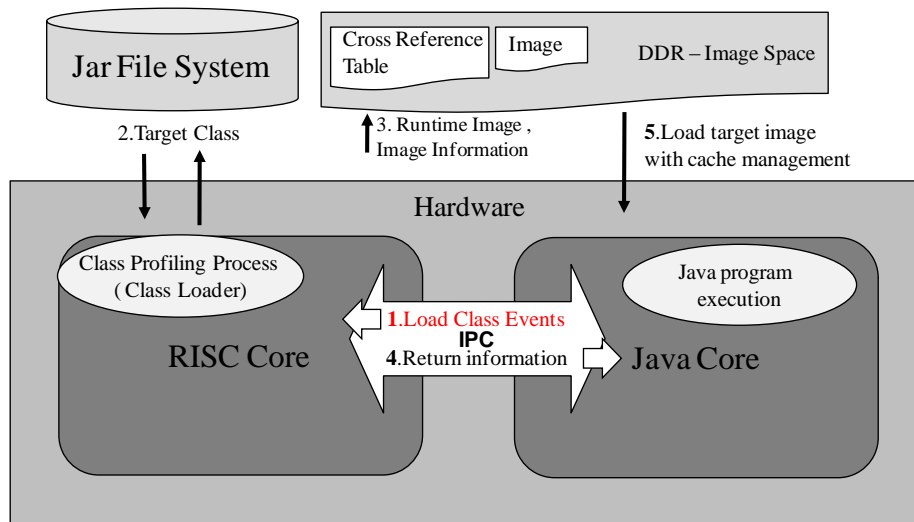 Jar File System
Cross Reference
Table
Image
DDR – Image Space
2.Target Class
3. Runtime Image ,
Image Information
5.Load target image
with cache management
Hardware
Class Profiling Process
( Class Loader)
Java program
execution
1.Load Class Events
IPC
4.Return information
RISC Core
Java Core